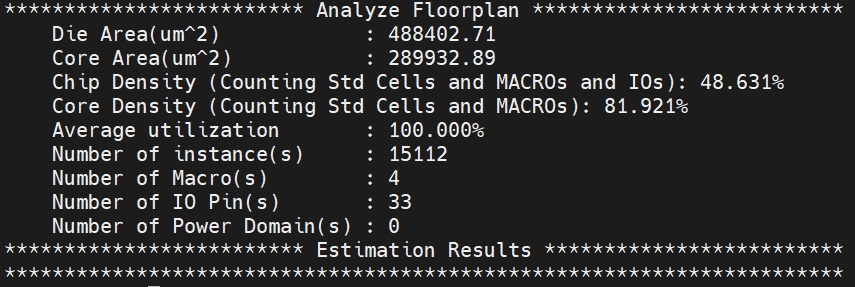 ************************* Analyze Floorplan **************************
Die Area(um^2)            : 488402.71
Core Area(um^2)           : 289932.89
Chip Density (Counting Std Cells and MACROs and IOs): 48.631%
Core Density (Counting Std Cells and MACROs): 81.921%
Average utilization       : 100.000%
Number of instance(s)     : 15112
Number of Macro(s)        : 4
Number of IO Pin(s)       : 33
Number of Power Domain(s) : 0
************************* Estimation Results *************************
**********************************************************************